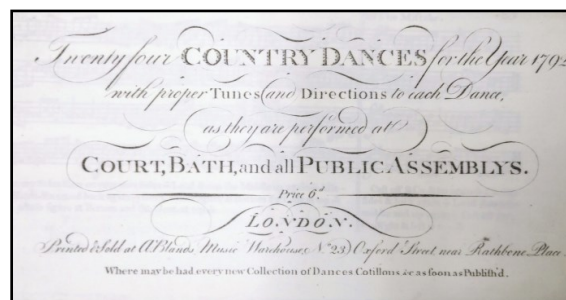 Twenty four COUNTRY DANCES for the Year 1792
with proper Tunes and Directions to each Dance,
as they are performed at
COURT, BATH, and all PUBLIC ASSEMBLYS.
Price 6d
LONDON.
Printed & Sold at A. Blands Music Warehouse, No 23, Oxford Street, near Rathbone Place.
Where may be had every new Collection of Dances Cotillons &c as soon as Publish'd.